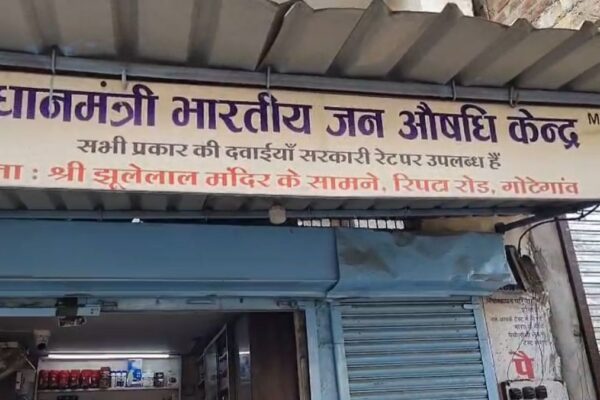 धानमंत्री भारतीय जन औषधि केन्द्र M
सभी प्रकार की दवाईयाँ सरकारी रेट पर उपलब्ध हैं
ता : श्री झूलेलाल मंदिर के सामने, रिपटा रोड, गोटेगांव
पै